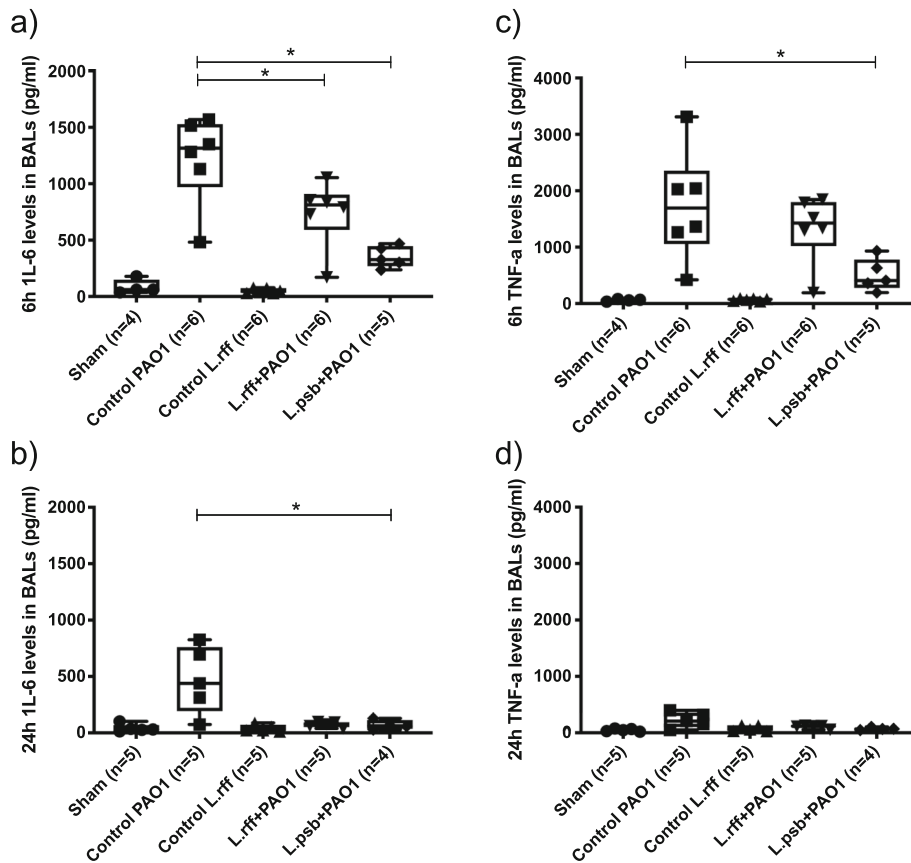 a)
6h 1L-6 levels in BALs (pg/ml)
2000
1500
1000
500
0
*
*
Sham (n=4)
Control PAO1 (n=6)
Control L.rff (n=6)
L.rff+PAO1 (n=6)
L.psb+PAO1 (n=5)
c)
6h TNF-a levels in BALs (pg/ml)
4000
3000
2000
1000
0
*
Sham (n=4)
Control PAO1 (n=6)
Control L.rff (n=6)
L.rff+PAO1 (n=6)
L.psb+PAO1 (n=5)
b)
24h 1L-6 levels in BALs (pg/ml)
2000
1500
1000
500
0
*
Sham (n=5)
Control PAO1 (n=5)
Control L.rff (n=5)
L.rff+PAO1 (n=5)
L.psb+PAO1 (n=4)
d)
24h TNF-a levels in BALs (pg/ml)
4000
3000
2000
1000
0
Sham (n=5)
Control PAO1 (n=5)
Control L.rff (n=5)
L.rff+PAO1 (n=5)
L.psb+PAO1 (n=4)